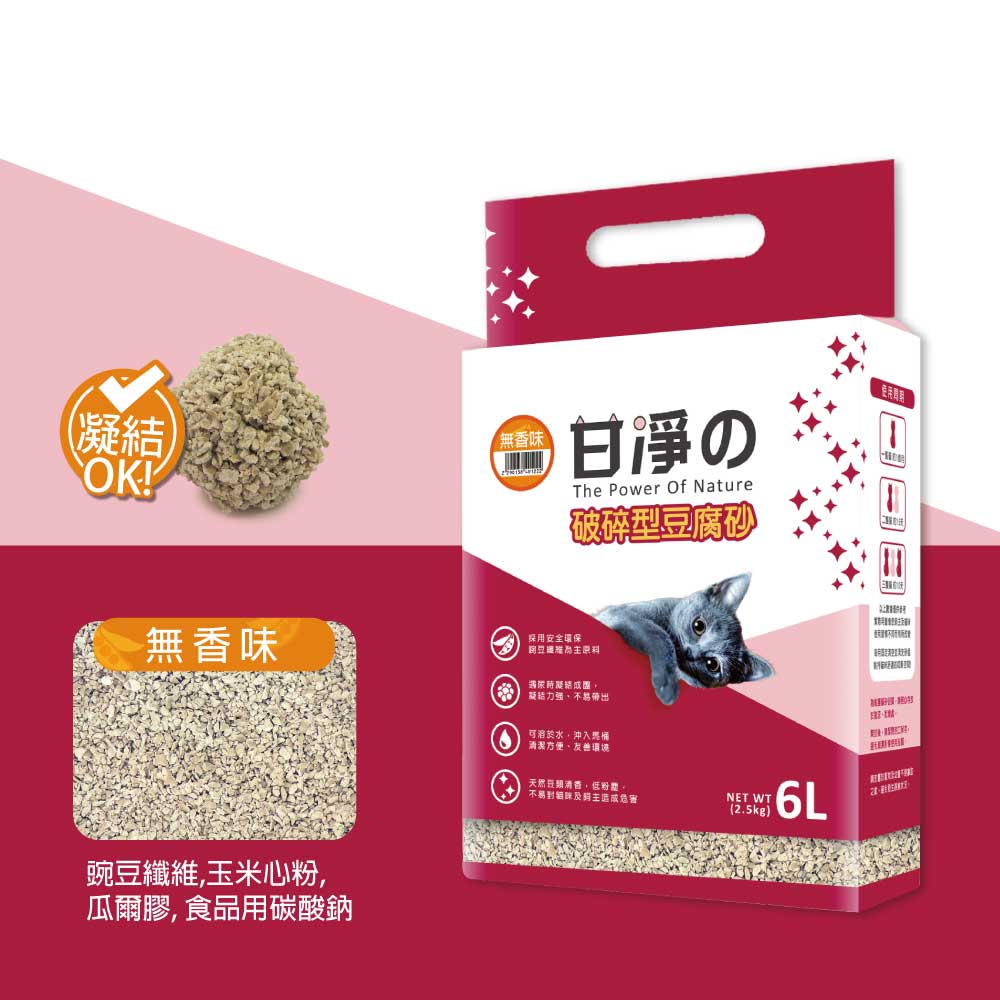 凝結
OK!
無香味
豌豆纖維,玉米心粉,
瓜爾膠, 食品用碳酸鈉
無香味
甘淨の
The Power Of Nature
破碎型豆腐砂
採用安全環保
豌豆纖維為主原料
遇尿時凝結成團，
凝結力強、不易帶出
可溶於水，沖入馬桶
清潔方便、友善環境
天然豆類清香，低粉塵，
不易對貓咪及飼主造成危害
NET WT
(2.5kg)
6L
使用周期